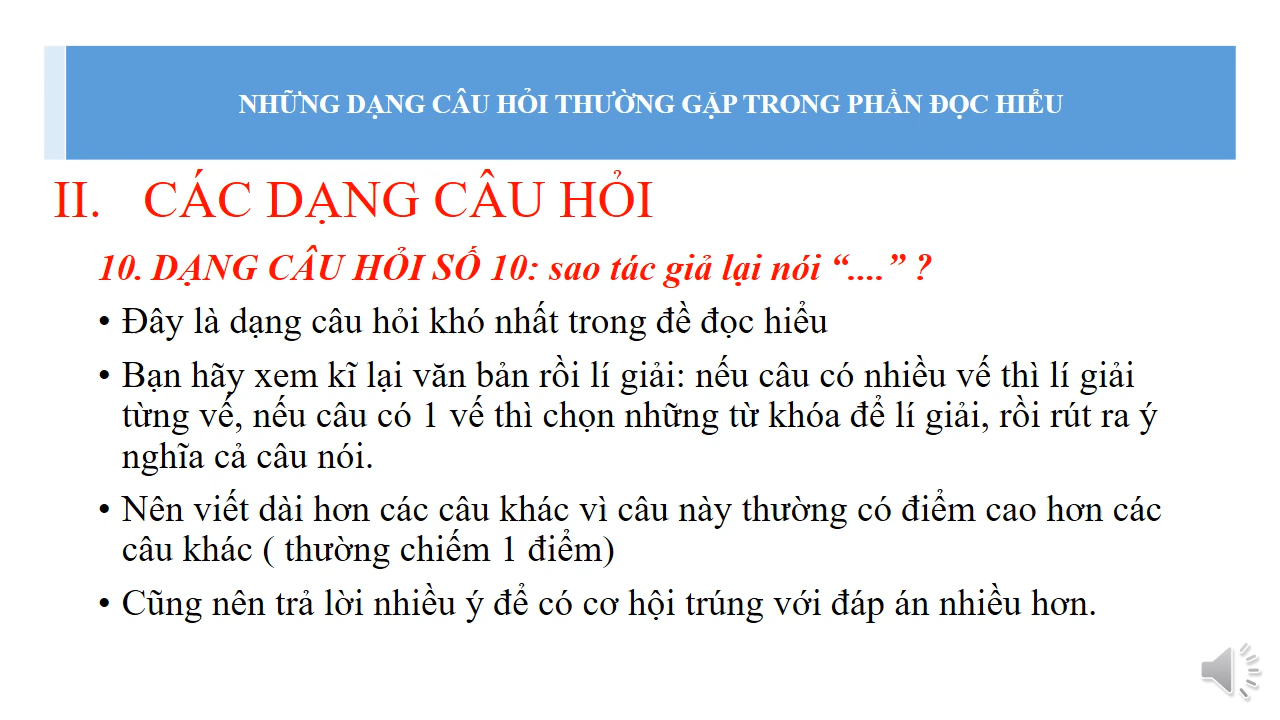 NHỮNG DẠNG CÂU HỎI THƯỜNG GẶP TRONG PHẦN ĐỌC HIỂU
II. CÁC DẠNG CÂU HỎI
10. DẠNG CÂU HỎI SỐ 10: sao tác giả lại nói “....” ?
• Đây là dạng câu hỏi khó nhất trong đề đọc hiểu
• Bạn hãy xem kĩ lại văn bản rồi lí giải: nếu câu có nhiều vế thì lí giải
từng vế, nếu câu có 1 vế thì chọn những từ khóa để lí giải, rồi rút ra ý
nghĩa cả câu nói.
• Nên viết dài hơn các câu khác vì câu này thường có điểm cao hơn các
câu khác ( thường chiếm 1 điểm)
• Cũng nên trả lời nhiều ý để có cơ hội trúng với đáp án nhiều hơn.